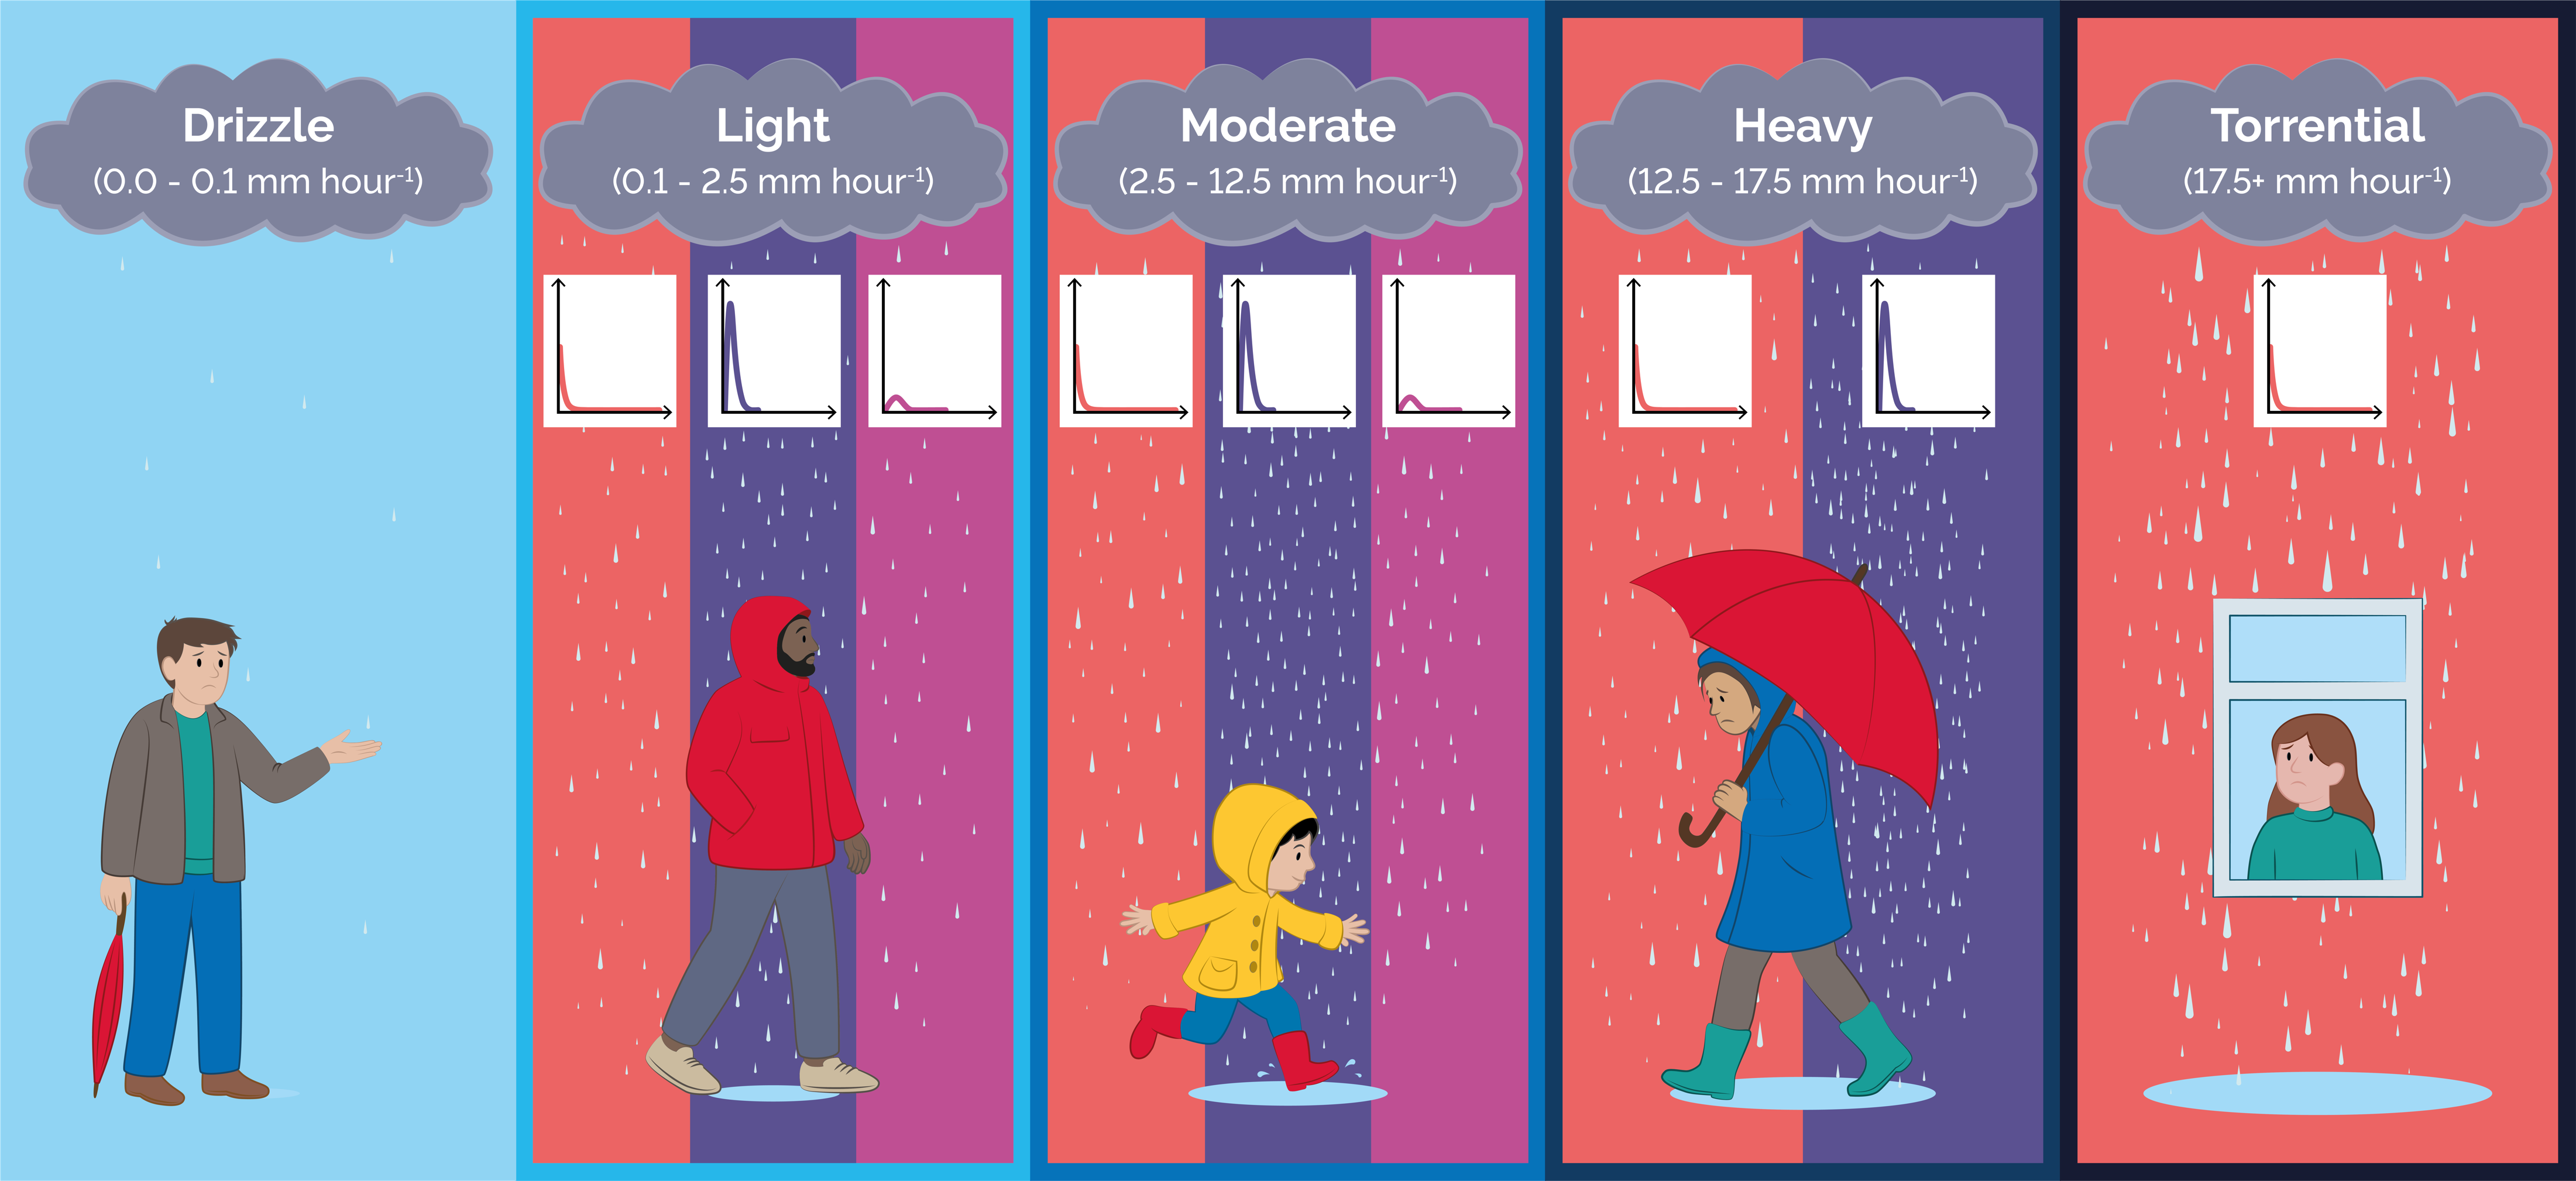 Drizzle
(0.0 - 0.1 mm hour⁻¹)
Light
(0.1 - 2.5 mm hour⁻¹)
Moderate
(2.5 - 12.5 mm hour⁻¹)
Heavy
(12.5 - 17.5 mm hour⁻¹)
Torrential
(17.5+ mm hour⁻¹)